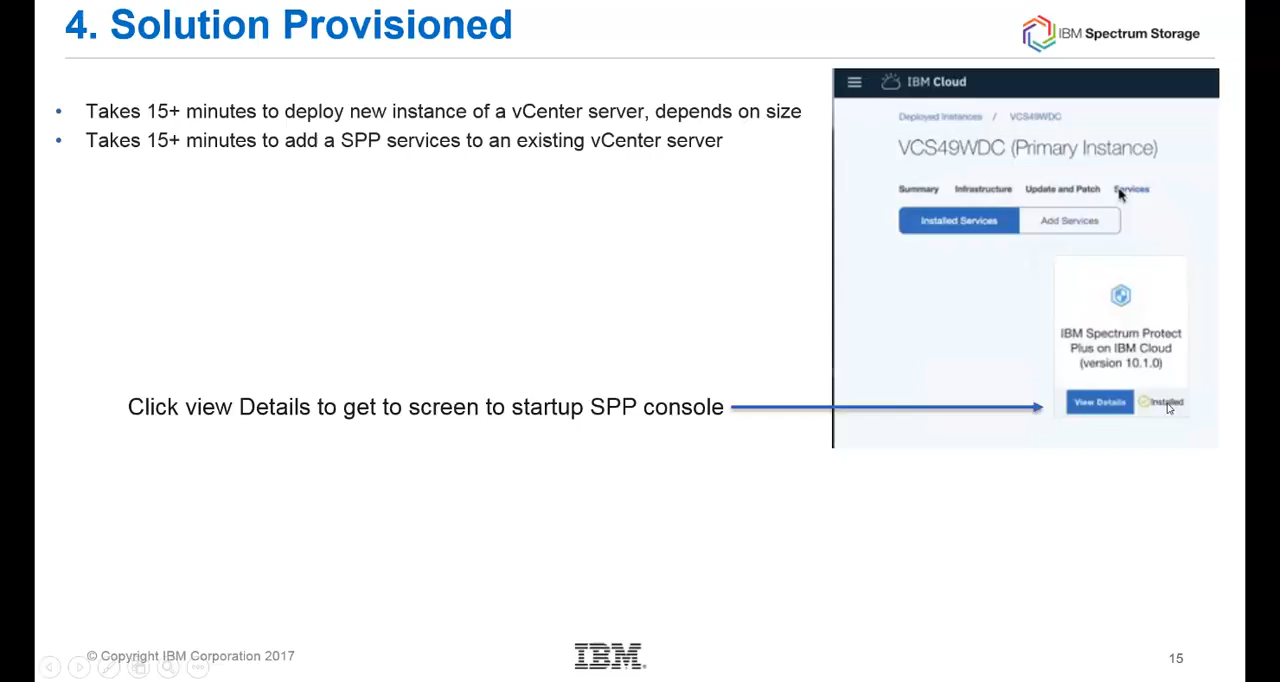 4. Solution Provisioned
IBM Spectrum Storage
• Takes 15+ minutes to deploy new instance of a vCenter server, depends on size
• Takes 15+ minutes to add a SPP services to an existing vCenter server
IBM Cloud
Deployed Instances / VCS49WDC
VCS49WDC (Primary Instance)
Summary Infrastructure Update and Patch Services
Installed Services Add Services
IBM Spectrum Protect
Plus on IBM Cloud
(version 10.1.0)
Click view Details to get to screen to startup SPP console
View Details Installed
© Copyright IBM Corporation 2017
IBM
15